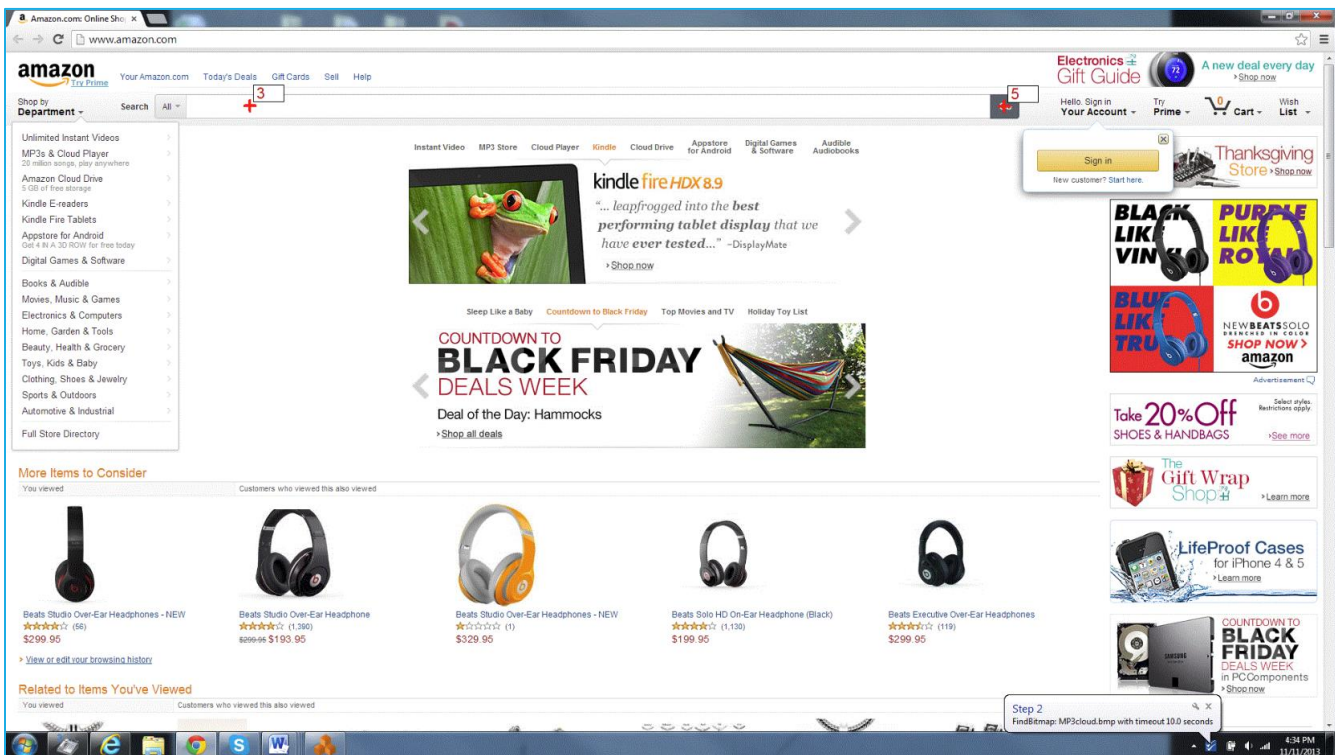 Amazon.com: Online Sho
www.amazon.com
amazon
Try Prime
Your Amazon.com Today's Deals Gift Cards Sell Help
Electronics
Gift Guide
72
A new deal every day
Shop now
3
5
Shop by
Department
Search All
Hello. Sign in
Your Account
Try
Prime
0
Cart
Wish
List
Unlimited Instant Videos
MP3s & Cloud Player
20 million songs, play anywhere
Amazon Cloud Drive
5 GB of free storage
Kindle E-readers
Kindle Fire Tablets
Appstore for Android
Get 4 IN A 3D ROW for free today
Digital Games & Software
Books & Audible
Movies, Music & Games
Electronics & Computers
Home, Garden & Tools
Beauty, Health & Grocery
Toys, Kids & Baby
Clothing, Shoes & Jewelry
Sports & Outdoors
Automotive & Industrial
Full Store Directory
Instant Video MP3 Store Cloud Player Kindle Cloud Drive Appstore for Android Digital Games & Software Audible Audiobooks
kindle fire HDX 8.9
“... leapfrogged into the best
performing tablet display that we
have ever tested...” –DisplayMate
Shop now
Sleep Like a Baby Countdown to Black Friday Top Movies and TV Holiday Toy List
COUNTDOWN TO
BLACK FRIDAY
DEALS WEEK
Deal of the Day: Hammocks
Shop all deals
Sign in
New customer? Start here.
Thanksgiving
Store Shop now
BLACK
LIKE
VINYL
PURPLE
LIKE
ROYAL
BLUE
LIKE
TRU
b
NEWBEATSSOLO
DRENCHED IN COLOR
SHOP NOW >
amazon
Advertisement
Take 20% Off
SHOES & HANDBAGS
Select styles.
Restrictions apply.
See more
The
Gift Wrap
Shop
Learn more
LifeProof Cases
for iPhone 4 & 5
Learn more
COUNTDOWN TO
BLACK
FRIDAY
DEALS WEEK
in PC Components
Shop now
SAMSUNG
More Items to Consider
You viewed Customers who viewed this also viewed
Beats Studio Over-Ear Headphones - NEW
(56)
$299.95
Beats Studio Over-Ear Headphone
(1,390)
$299.95 $193.95
Beats Studio Over-Ear Headphones - NEW
(1)
$329.95
Beats Solo HD On-Ear Headphone (Black)
(1,130)
$199.95
Beats Executive Over-Ear Headphones
(119)
$299.95
View or edit your browsing history
Related to Items You've Viewed
You viewed Customers who viewed this also viewed
Step 2
FindBitmap: MP3cloud.bmp with timeout 10.0 seconds
4:34 PM
11/11/2013